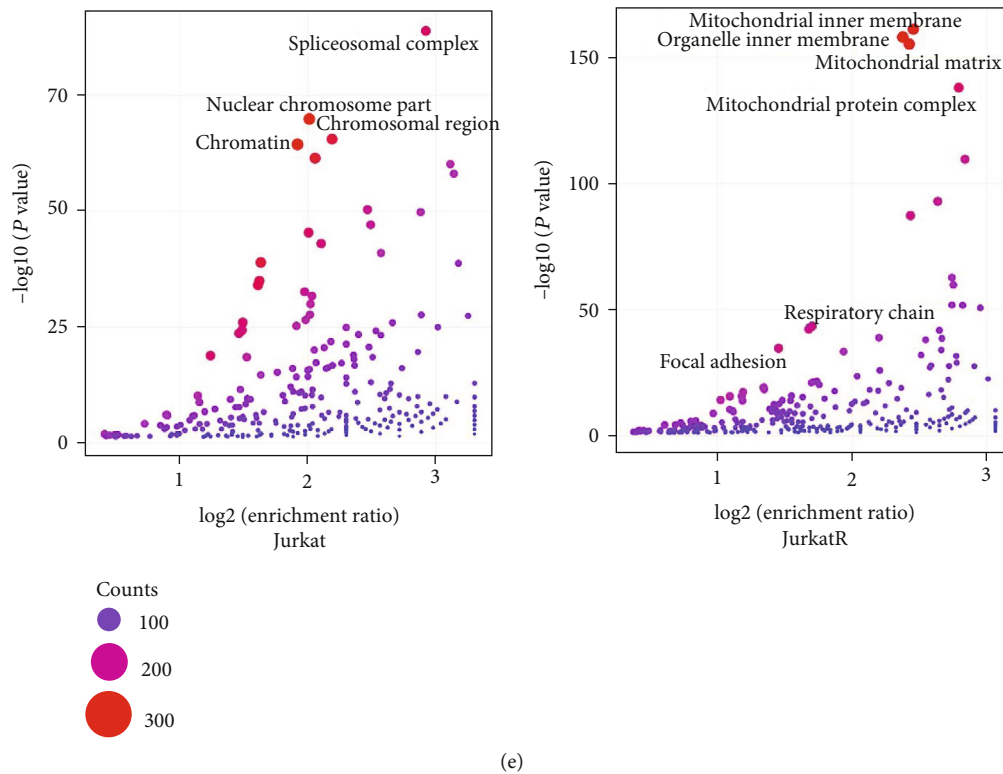 Spliceosomal complex
Nuclear chromosome part
Chromosomal region
Chromatin
70
50
25
0
−log10 (P value)
1
2
3
log2 (enrichment ratio)
Jurkat
Mitochondrial inner membrane
Organelle inner membrane
Mitochondrial matrix
Mitochondrial protein complex
Respiratory chain
Focal adhesion
150
100
50
0
−log10 (P value)
1
2
3
log2 (enrichment ratio)
JurkatR
Counts
100
200
300
(e)